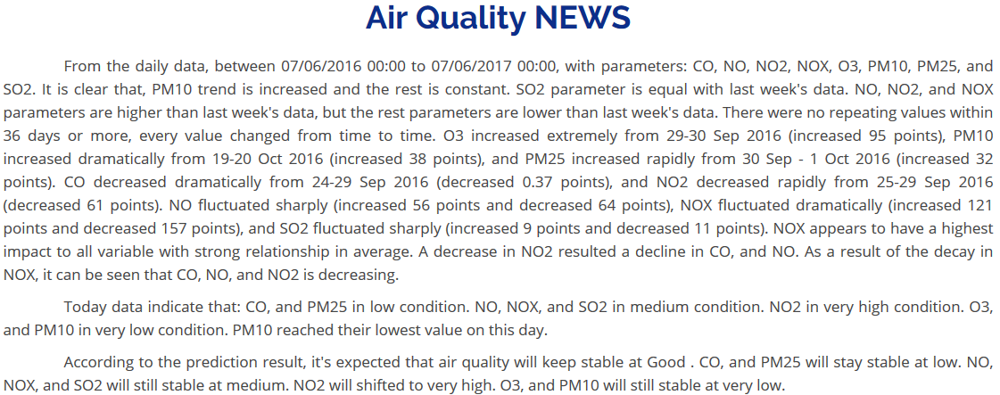 Air Quality NEWS
From the daily data, between 07/06/2016 00:00 to 07/06/2017 00:00, with parameters: CO, NO, NO2, NOX, O3, PM10, PM25, and
SO2. It is clear that, PM10 trend is increased and the rest is constant. SO2 parameter is equal with last week's data. NO, NO2, and NOX
parameters are higher than last week's data, but the rest parameters are lower than last week's data. There were no repeating values within
36 days or more, every value changed from time to time. O3 increased extremely from 29-30 Sep 2016 (increased 95 points), PM10
increased dramatically from 19-20 Oct 2016 (increased 38 points), and PM25 increased rapidly from 30 Sep - 1 Oct 2016 (increased 32
points). CO decreased dramatically from 24-29 Sep 2016 (decreased 0.37 points), and NO2 decreased rapidly from 25-29 Sep 2016
(decreased 61 points). NO fluctuated sharply (increased 56 points and decreased 64 points), NOX fluctuated dramatically (increased 121
points and decreased 157 points), and SO2 fluctuated sharply (increased 9 points and decreased 11 points). NOX appears to have a highest
impact to all variable with strong relationship in average. A decrease in NO2 resulted a decline in CO, and NO. As a result of the decay in
NOX, it can be seen that CO, NO, and NO2 is decreasing.
Today data indicate that: CO, and PM25 in low condition. NO, NOX, and SO2 in medium condition. NO2 in very high condition. O3,
and PM10 in very low condition. PM10 reached their lowest value on this day.
According to the prediction result, it's expected that air quality will keep stable at Good . CO, and PM25 will stay stable at low. NO,
NOX, and SO2 will still stable at medium. NO2 will shifted to very high. O3, and PM10 will still stable at very low.